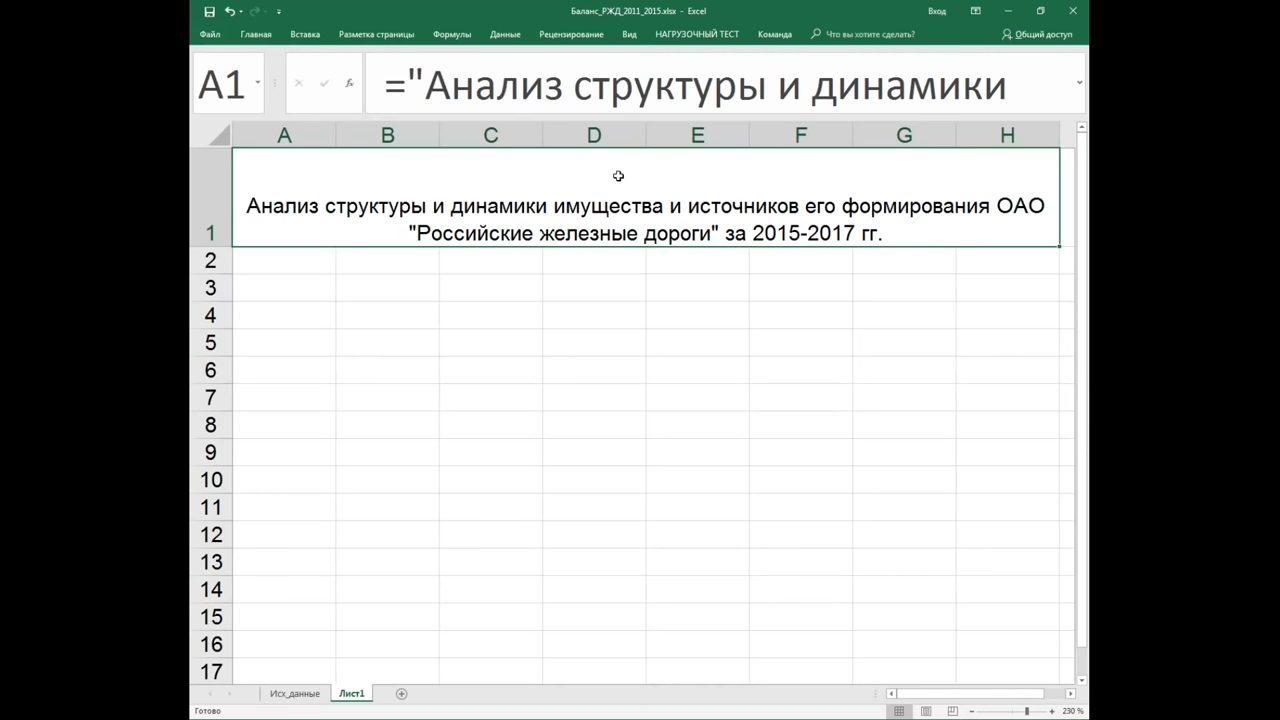 Баланс_РЖД_2011_2015.xlsx - Excel
Вход
Файл Главная Вставка Разметка страницы Формулы Данные Рецензирование Вид НАГРУЗОЧНЫЙ ТЕСТ Команда Что вы хотите сделать? Общий доступ
A1 fx ="Анализ структуры и динамики
A B C D E F G H
1
Анализ структуры и динамики имущества и источников его формирования ОАО
"Российские железные дороги" за 2015-2017 гг.
2
3
4
5
6
7
8
9
10
11
12
13
14
15
16
17
Исх_данные Лист1
Готово 230 %